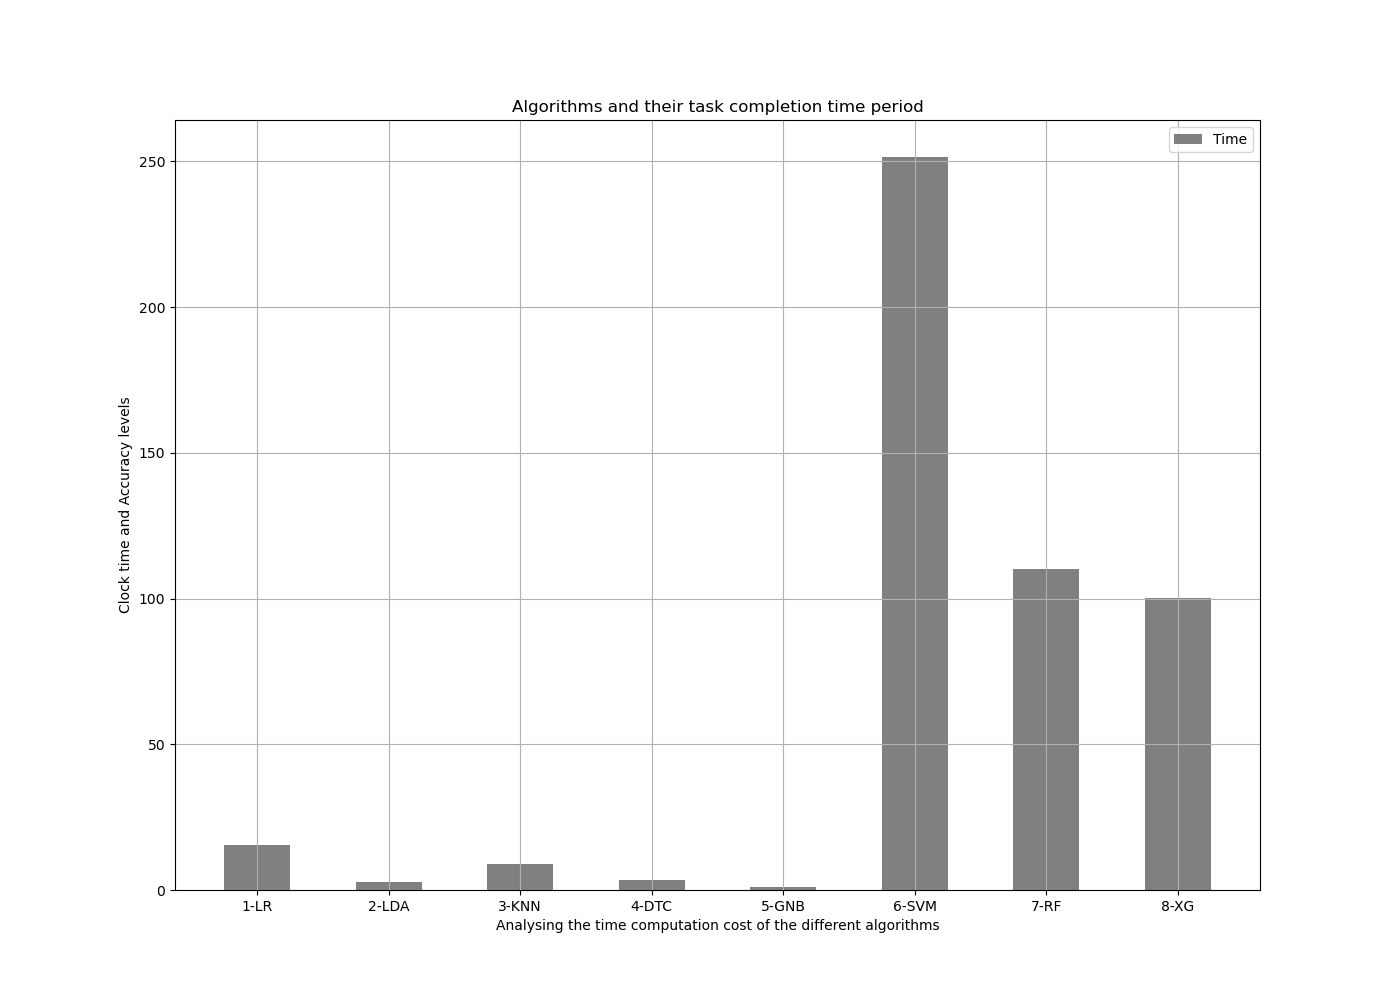 Algorithms and their task completion time period
Time
250
200
150
100
50
0
Clock time and Accuracy levels
1-LR 2-LDA 3-KNN 4-DTC 5-GNB 6-SVM 7-RF 8-XG
Analysing the time computation cost of the different algorithms